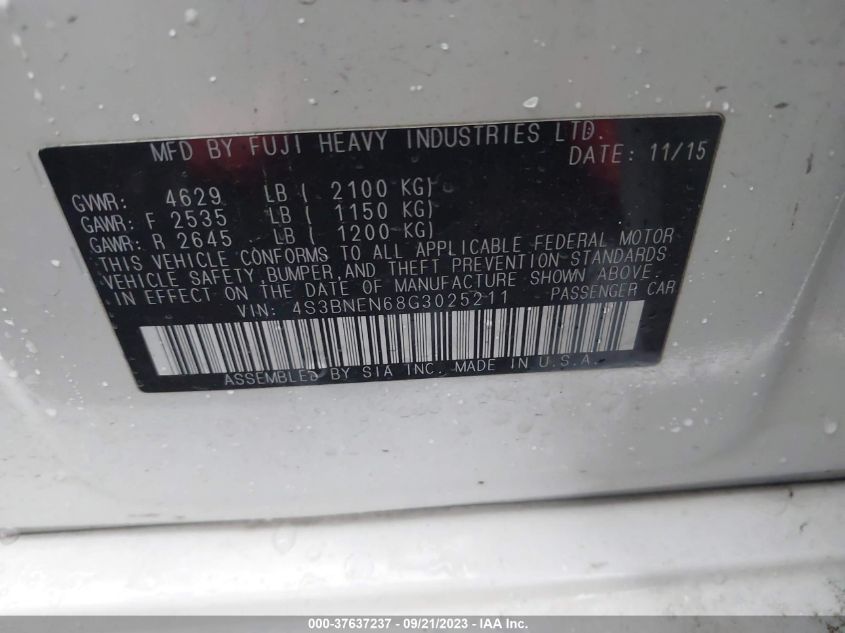 MFD BY FUJI HEAVY INDUSTRIES LTD.
DATE: 11/15
GVWR: 4629 LB ( 2100 KG)
GAWR: F 2535 LB ( 1150 KG)
GAWR: R 2645 LB ( 1200 KG)
THIS VEHICLE CONFORMS TO ALL APPLICABLE FEDERAL MOTOR
VEHICLE SAFETY, BUMPER, AND THEFT PREVENTION STANDARDS
IN EFFECT ON THE DATE OF MANUFACTURE SHOWN ABOVE.
VIN: 4S3BNEN68G3025211 PASSENGER CAR
ASSEMBLED BY SIA INC. MADE IN U.S.A.
000-37637237 - 09/21/2023 - Copyright © IAA, Inc.